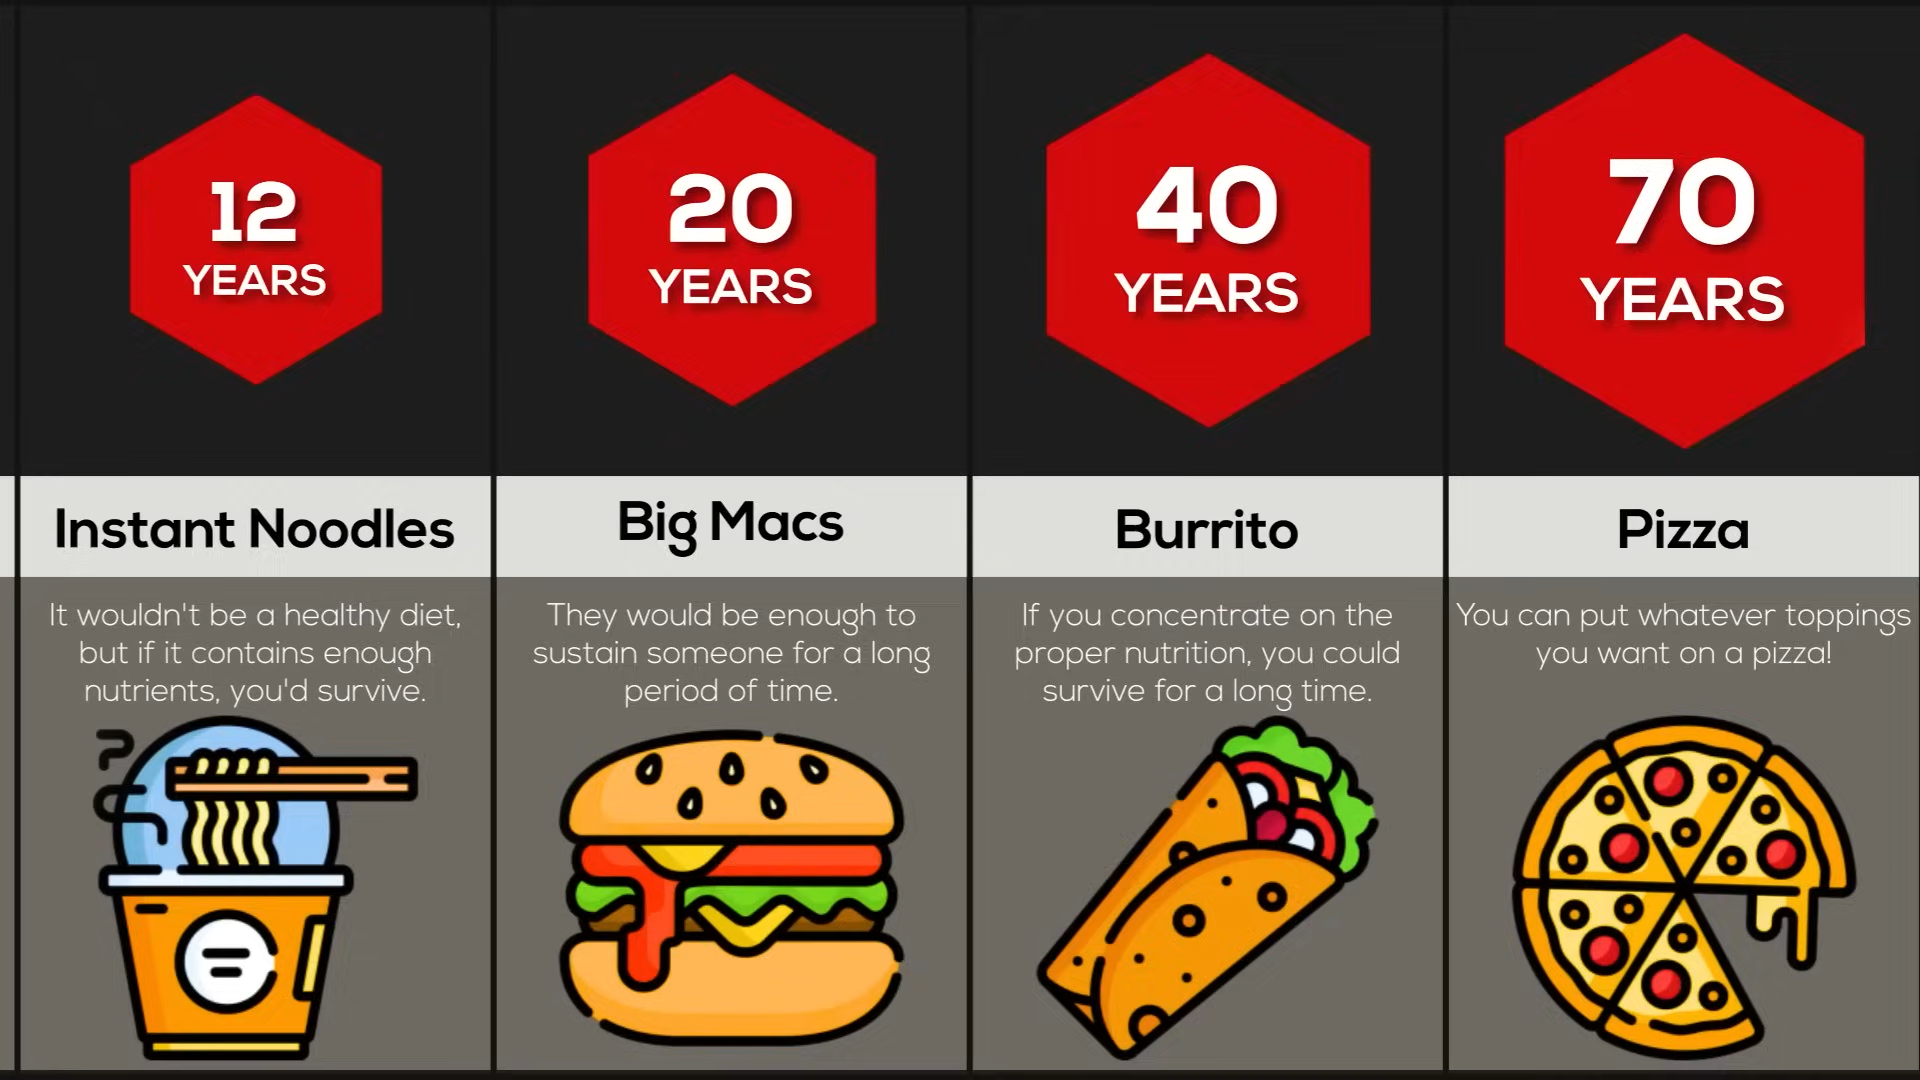 12
YEARS
Instant Noodles
It wouldn't be a healthy diet,
but if it contains enough
nutrients, you'd survive.
20
YEARS
Big Macs
They would be enough to
sustain someone for a long
period of time.
40
YEARS
Burrito
If you concentrate on the
proper nutrition, you could
survive for a long time.
70
YEARS
Pizza
You can put whatever toppings
you want on a pizza!